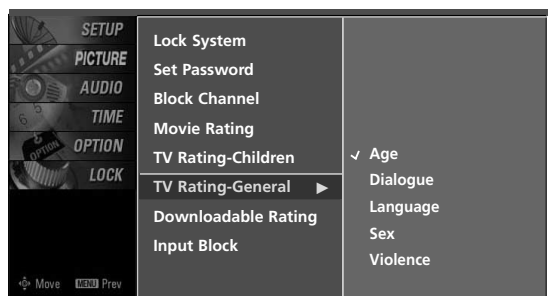 SETUP
PICTURE
AUDIO
TIME
OPTION
LOCK
Move MENU Prev
Lock System
Set Password
Block Channel
Movie Rating
TV Rating-Children
TV Rating-General ▶
Downloadable Rating
Input Block
✓ Age
Dialogue
Language
Sex
Violence